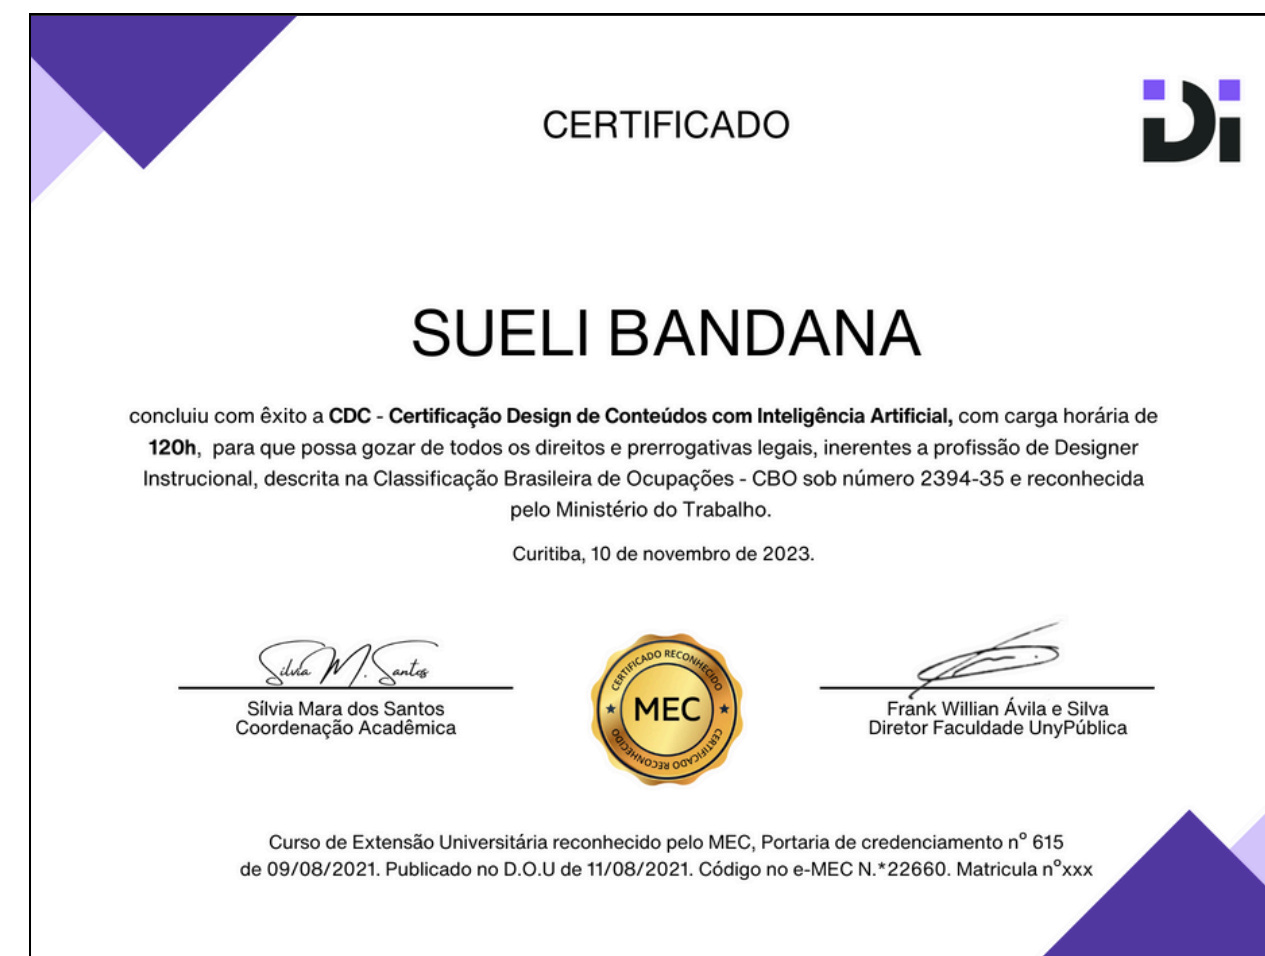 CERTIFICADO
Di
SUELI BANDANA
concluiu com êxito a CDC - Certificação Design de Conteúdos com Inteligência Artificial, com carga horária de
120h, para que possa gozar de todos os direitos e prerrogativas legais, inerentes a profissão de Designer
Instrucional, descrita na Classificação Brasileira de Ocupações - CBO sob número 2394-35 e reconhecida
pelo Ministério do Trabalho.
Curitiba, 10 de novembro de 2023.
Silvia M. Santos
Sílvia Mara dos Santos
Coordenação Acadêmica
CERTIFICADO RECONHECIDO
MEC
CERTIFICADO RECONHECIDO
Frank Willian Ávila e Silva
Diretor Faculdade UnyPública
Curso de Extensão Universitária reconhecido pelo MEC, Portaria de credenciamento nº 615
de 09/08/2021. Publicado no D.O.U de 11/08/2021. Código no e-MEC N.*22660. Matricula nºxxx